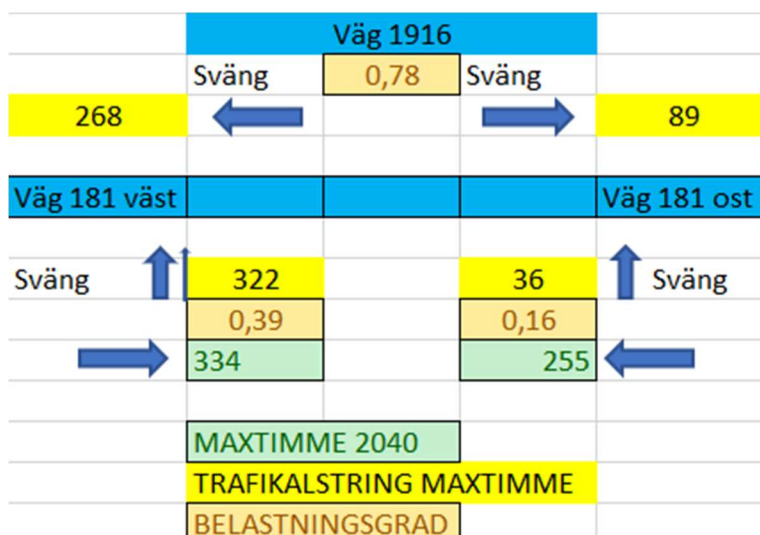 Väg 1916
Sväng 0,78 Sväng
268 89
Väg 181 väst Väg 181 ost
Sväng 322 36 Sväng
0,39 0,16
334 255
MAXTIMME 2040
TRAFIKALSTRING MAXTIMME
BELASTNINGSGRAD